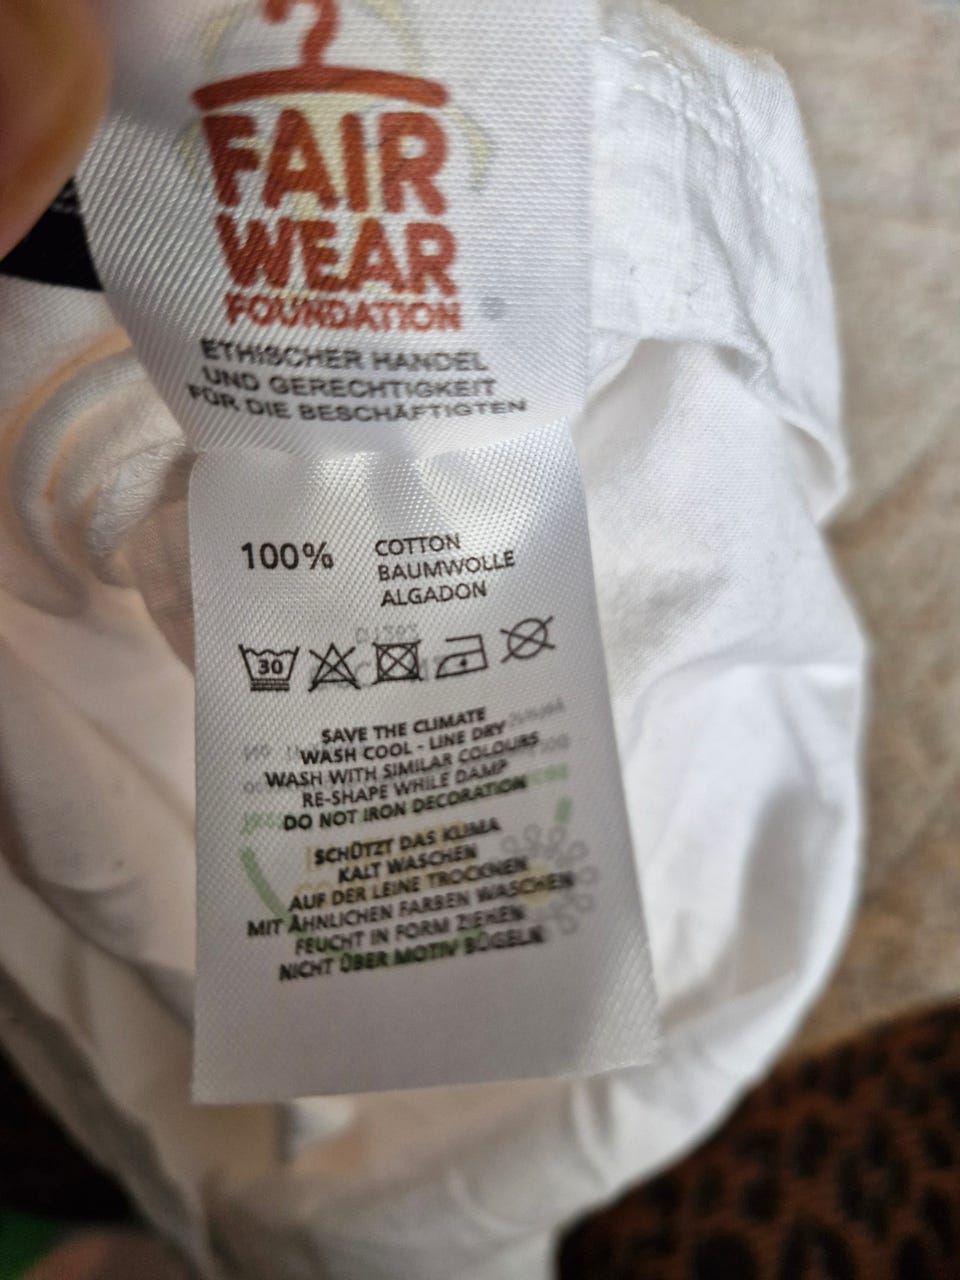 FAIR
WEAR
FOUNDATION
ETHISCHER HANDEL
UND GERECHTIGKEIT
FÜR DIE BESCHÄFTIGTEN
100%
COTTON
BAUMWOLLE
ALGADON
30
SAVE THE CLIMATE
WASH COOL - LINE DRY
WASH WITH SIMILAR COLOURS
RE-SHAPE WHILE DAMP
DO NOT IRON DECORATION
SCHÜTZT DAS KLIMA
KALT WASCHEN
AUF DER LEINE TROCKNEN
MIT ÄHNLICHEN FARBEN WASCHEN
FEUCHT IN FORM ZIEHEN
NICHT ÜBER MOTIV BÜGELN